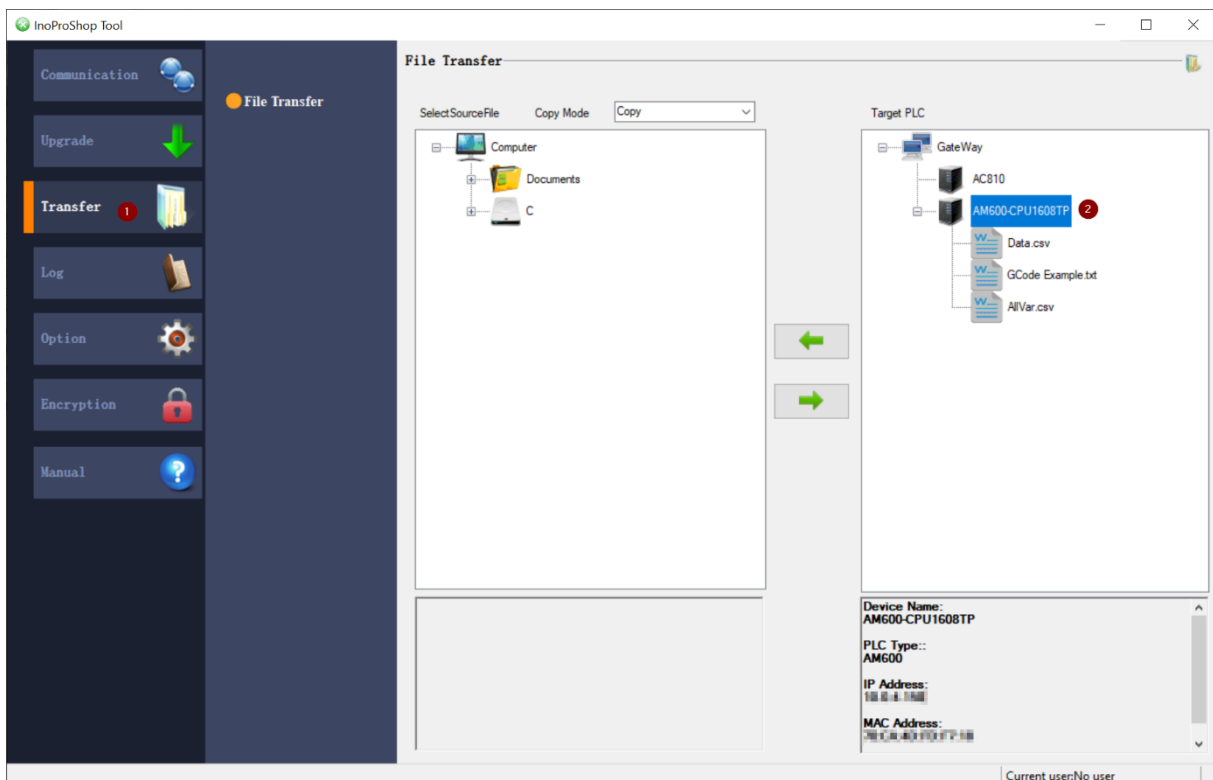 InoProShop Tool
Communication
Upgrade
Transfer 1
Log
Option
Encryption
Manual
File Transfer
File Transfer
SelectSourceFile Copy Mode Copy
Computer
Documents
C
Target PLC
GateWay
AC810
AM600-CPU1608TP 2
Data.csv
GCode Example.txt
AllVar.csv
Device Name:
AM600-CPU1608TP
PLC Type::
AM600
IP Address:
MAC Address:
Current user:No user